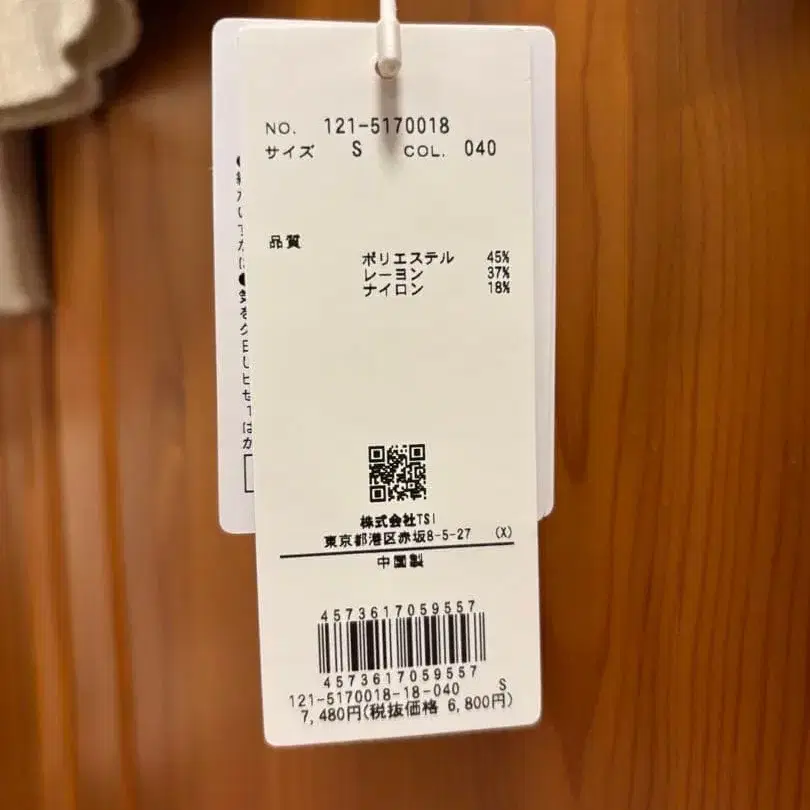 NO. 121-5170018
サイズ S COL. 040
品質
ポリエステル 45%
レーヨン 37%
ナイロン 18%
株式会社TSI
東京都港区赤坂8-5-27 (X)
中国製
4573617059557
4573617059557
121-5170018-18-040 S
7,480円(税抜価格 6,800円)